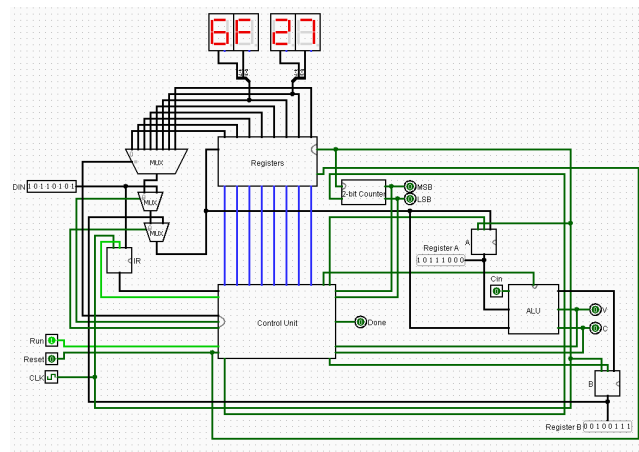 6F 21
MUX
Registers
DIN 10110101
MUX
2-bit Counter
MSB
LSB
MUX
A
Register A
10111000
IR
Cin
Control Unit
Done
ALU
V
C
Run
Reset
CLK
B
Register B 00100111